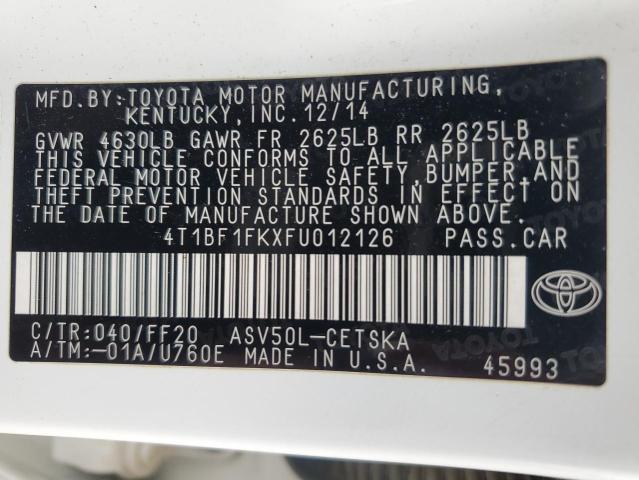 MFD.BY:TOYOTA MOTOR MANUFACTURING,
KENTUCKY,INC.12/14
GVWR 4630LB GAWR FR 2625LB RR 2625LB
THIS VEHICLE CONFORMS TO ALL APPLICABLE
FEDERAL MOTOR VEHICLE SAFETY,BUMPER,AND
THEFT PREVENTION STANDARDS IN EFFECT ON
THE DATE OF MANUFACTURE SHOWN ABOVE.
4T1BF1FKXFU012126 PASS.CAR
C/TR:040/FF20 ASV50L-CETSKA
A/TM:-01A/U760E MADE IN U.S.A. 45993